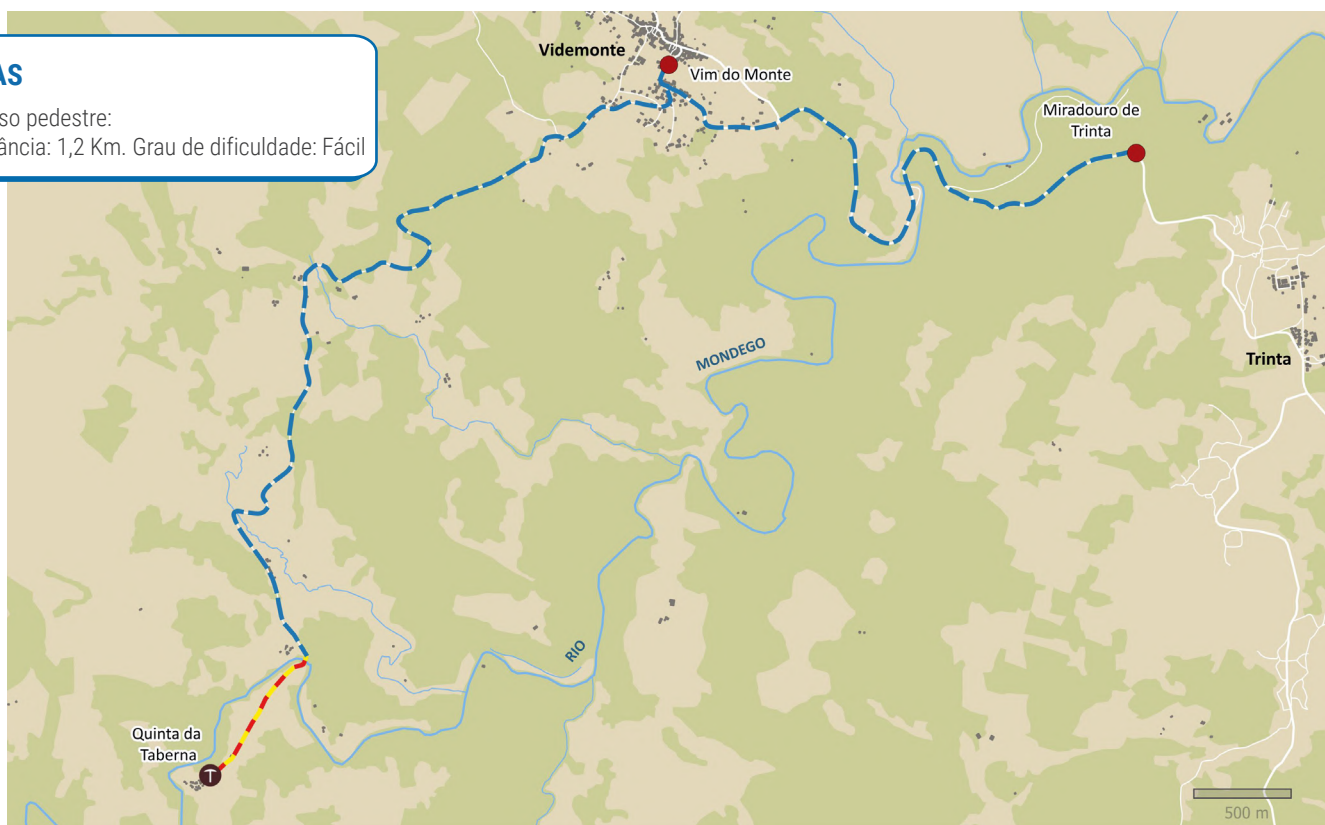 AS
so pedestre:
ância: 1,2 Km. Grau de dificuldade: Fácil
Videmonte
Vim do Monte
Miradouro de
Trinta
Trinta
MONDEGO
RIO
Quinta da
Taberna
T
500 m